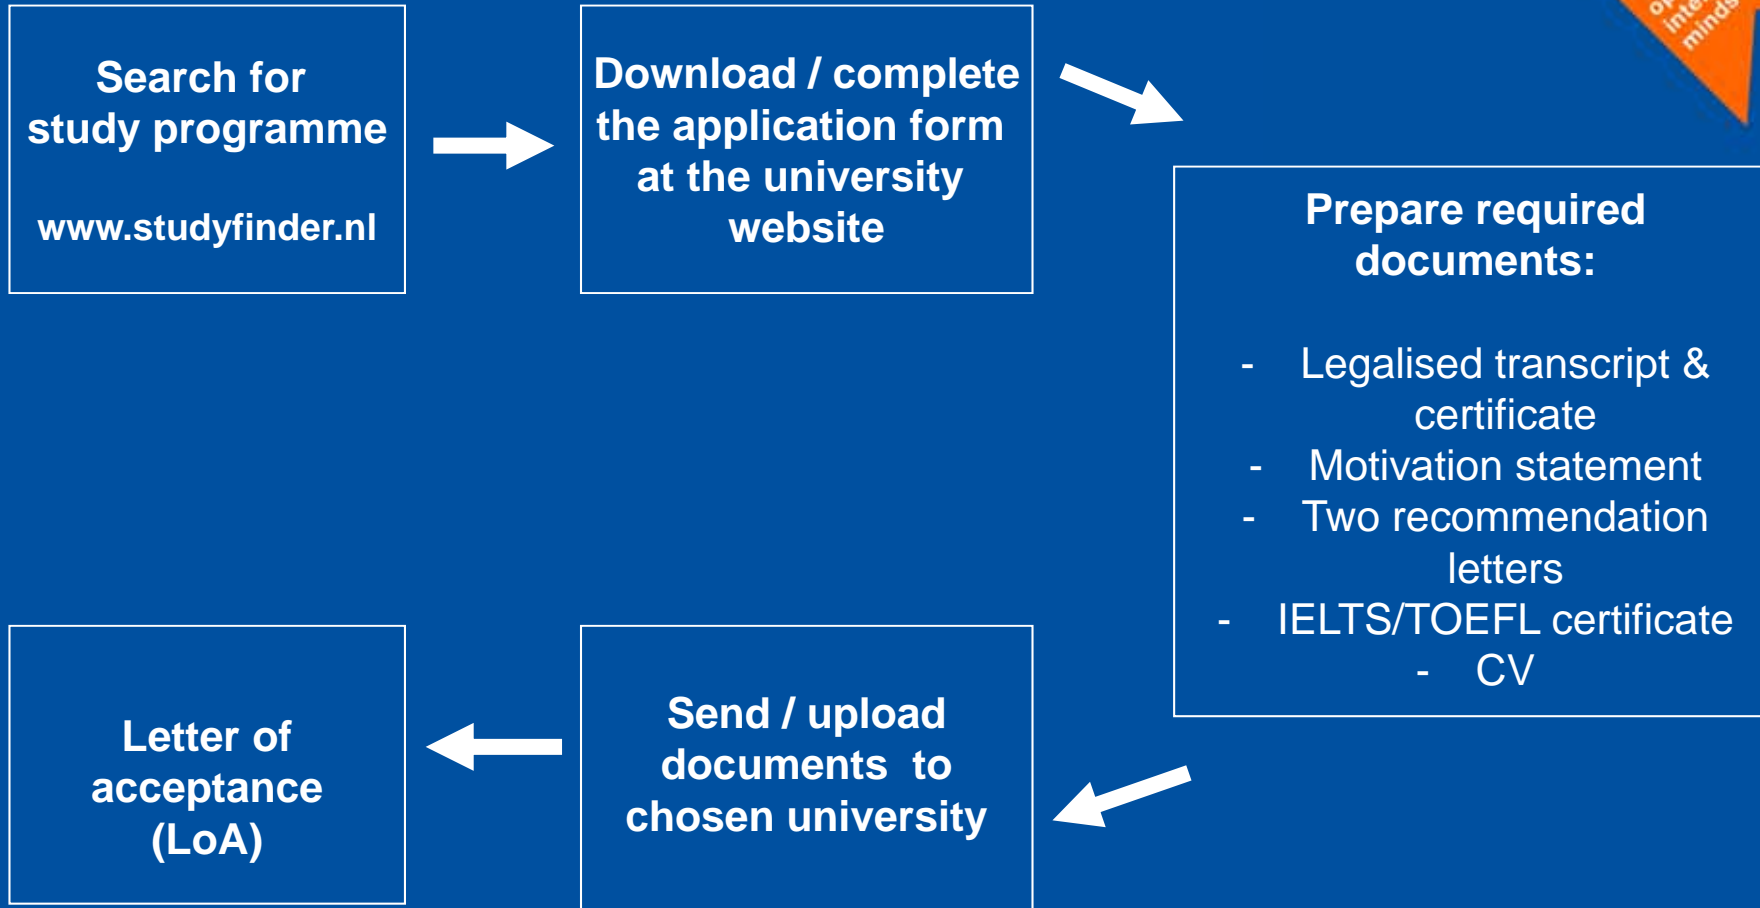 Search for
study programme
www.studyfinder.nl
Download / complete
the application form
at the university
website
Prepare required
documents:
- Legalised transcript &
certificate
- Motivation statement
- Two recommendation
letters
- IELTS/TOEFL certificate
- CV
Send / upload
documents to
chosen university
Letter of
acceptance
(LoA)
minds